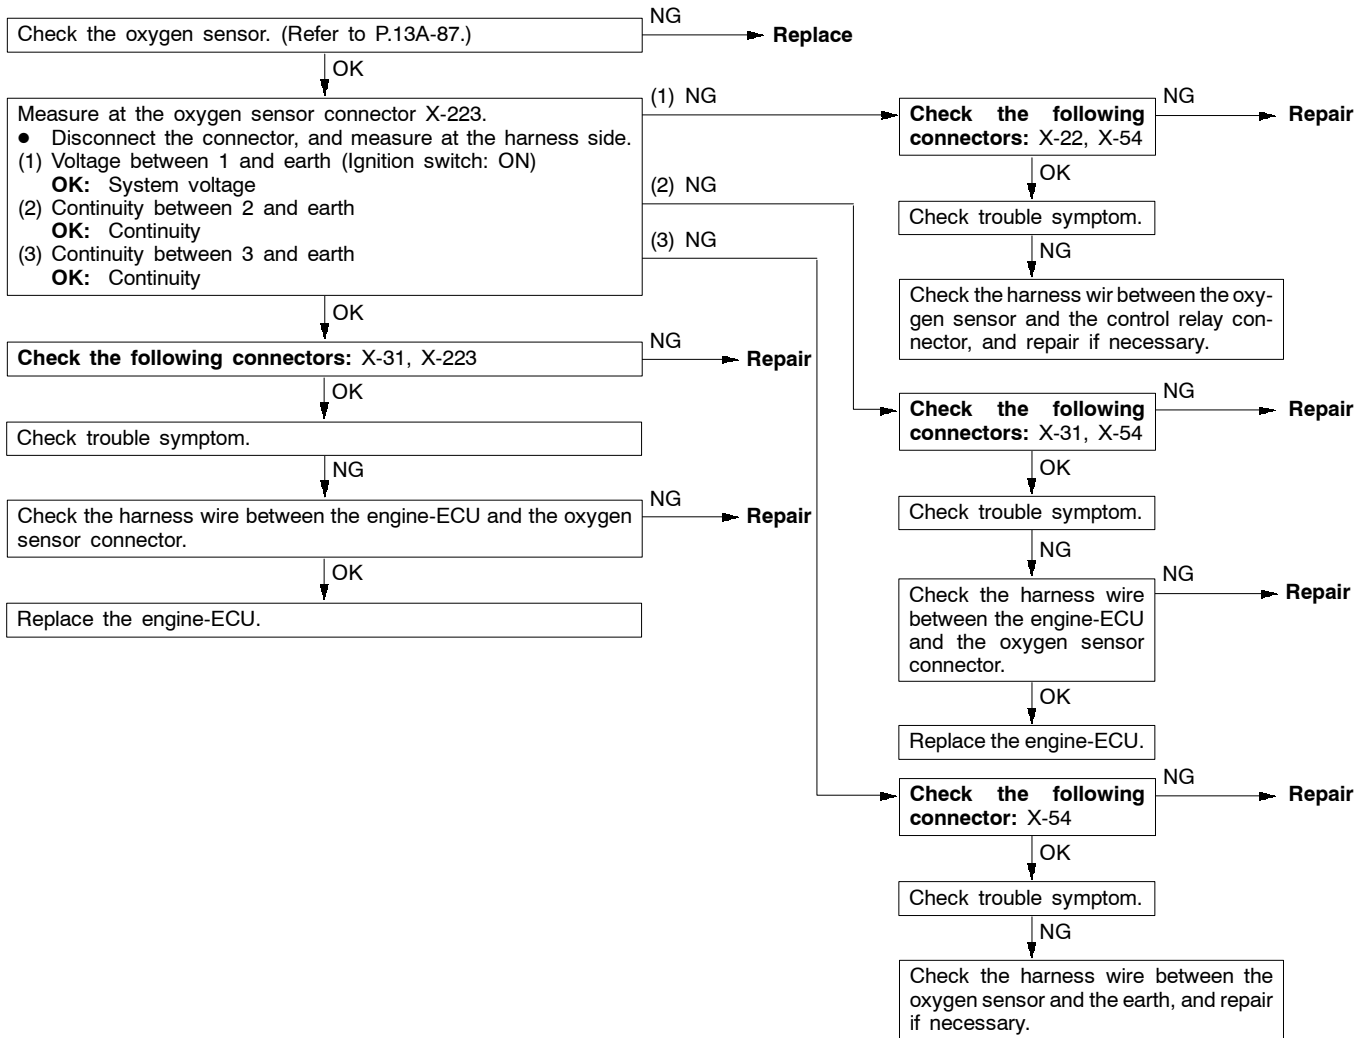 Check the oxygen sensor. (Refer to P.13A-87.)
NG
Replace
OK
Measure at the oxygen sensor connector X-223.
● Disconnect the connector, and measure at the harness side.
(1) Voltage between 1 and earth (Ignition switch: ON)
OK: System voltage
(2) Continuity between 2 and earth
OK: Continuity
(3) Continuity between 3 and earth
OK: Continuity
(1) NG
(2) NG
(3) NG
OK
Check the following connectors: X-31, X-223
NG
Repair
OK
Check trouble symptom.
NG
Check the harness wire between the engine-ECU and the oxygen
sensor connector.
NG
Repair
OK
Replace the engine-ECU.
Check the following
connectors: X-22, X-54
NG
Repair
OK
Check trouble symptom.
NG
Check the harness wir between the oxy-
gen sensor and the control relay con-
nector, and repair if necessary.
Check the following
connectors: X-31, X-54
NG
Repair
OK
Check trouble symptom.
NG
Check the harness wire
between the engine-ECU
and the oxygen sensor
connector.
NG
Repair
OK
Replace the engine-ECU.
Check the following
connector: X-54
NG
Repair
OK
Check trouble symptom.
NG
Check the harness wire between the
oxygen sensor and the earth, and repair
if necessary.